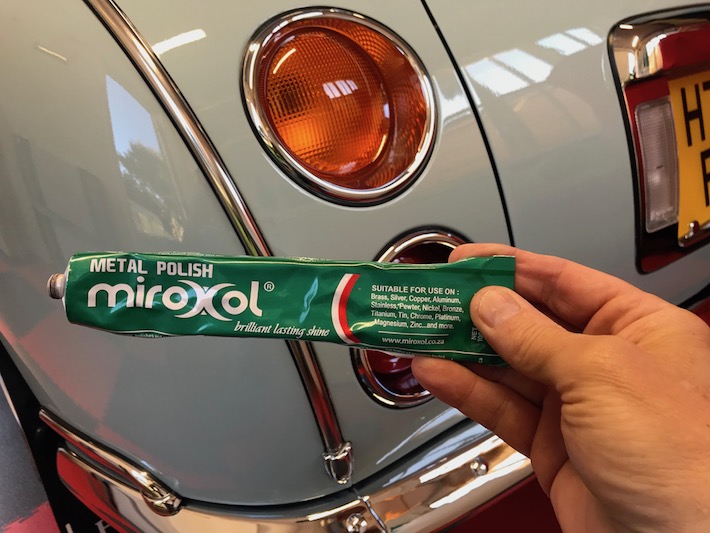 METAL POLISH
miroxol®
brilliant lasting shine
SUITABLE FOR USE ON :
Brass, Silver, Copper, Aluminum,
Stainless, Pewter, Nickel, Bronze,
Titanium, Tin, Chrome, Platinum,
Magnesium, Zinc...and more.
www.miroxol.co.za
NET